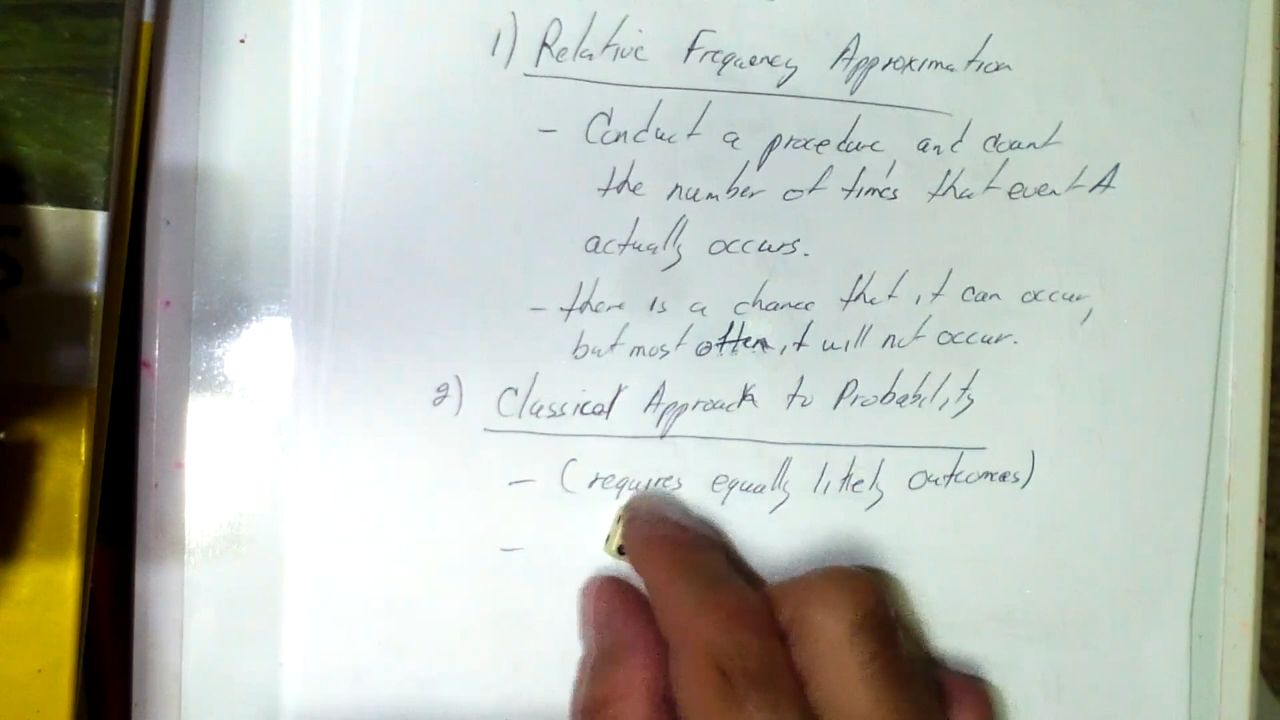 1) Relative Frequency Approximation
- Conduct a procedure, and count
the number of times that event A
actually occurs.
- there is a chance that it can occur,
but most often, it will not occur.
2) Classical Approach to Probability
- (requires equally likely outcomes)
-